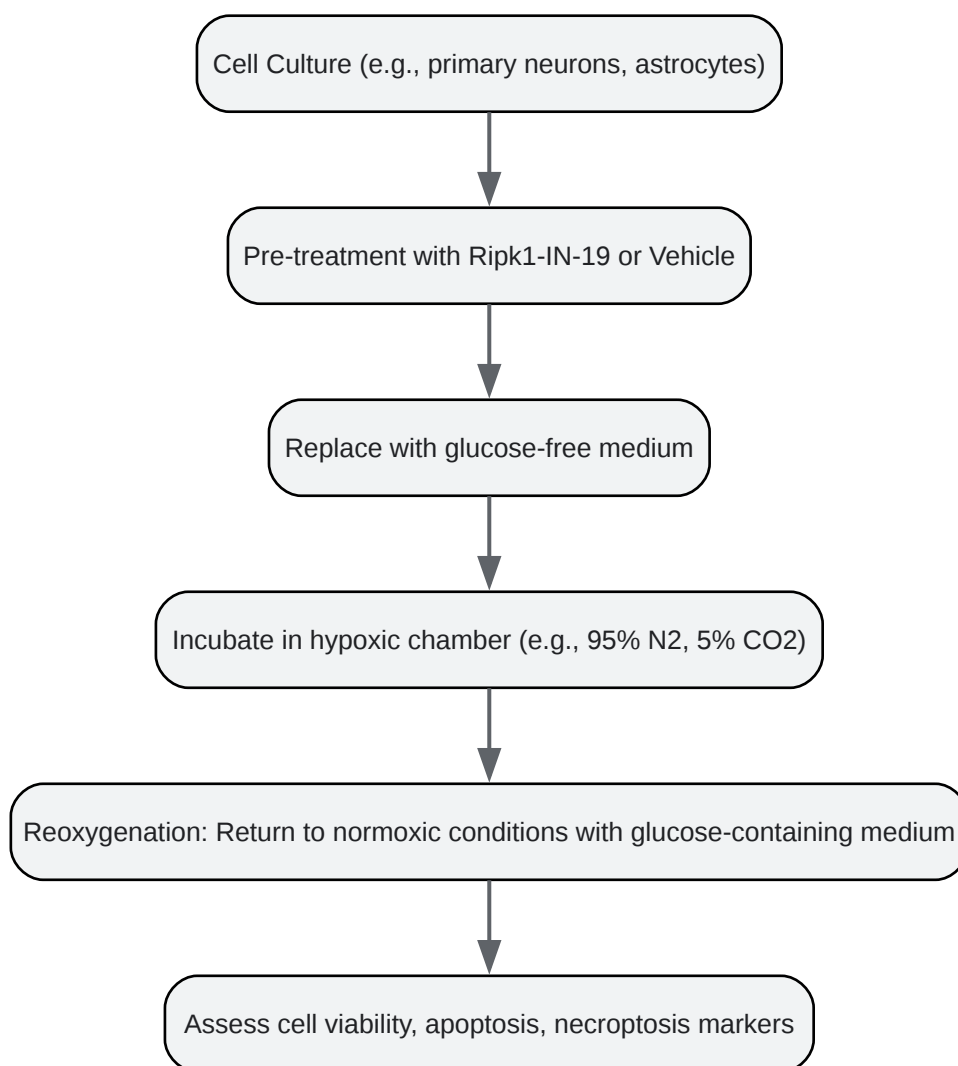 Cell Culture (e.g., primary neurons, astrocytes)
Pre-treatment with Ripk1-IN-19 or Vehicle
Replace with glucose-free medium
Incubate in hypoxic chamber (e.g., 95% N2, 5% CO2)
Reoxygenation: Return to normoxic conditions with glucose-containing medium
Assess cell viability, apoptosis, necroptosis markers